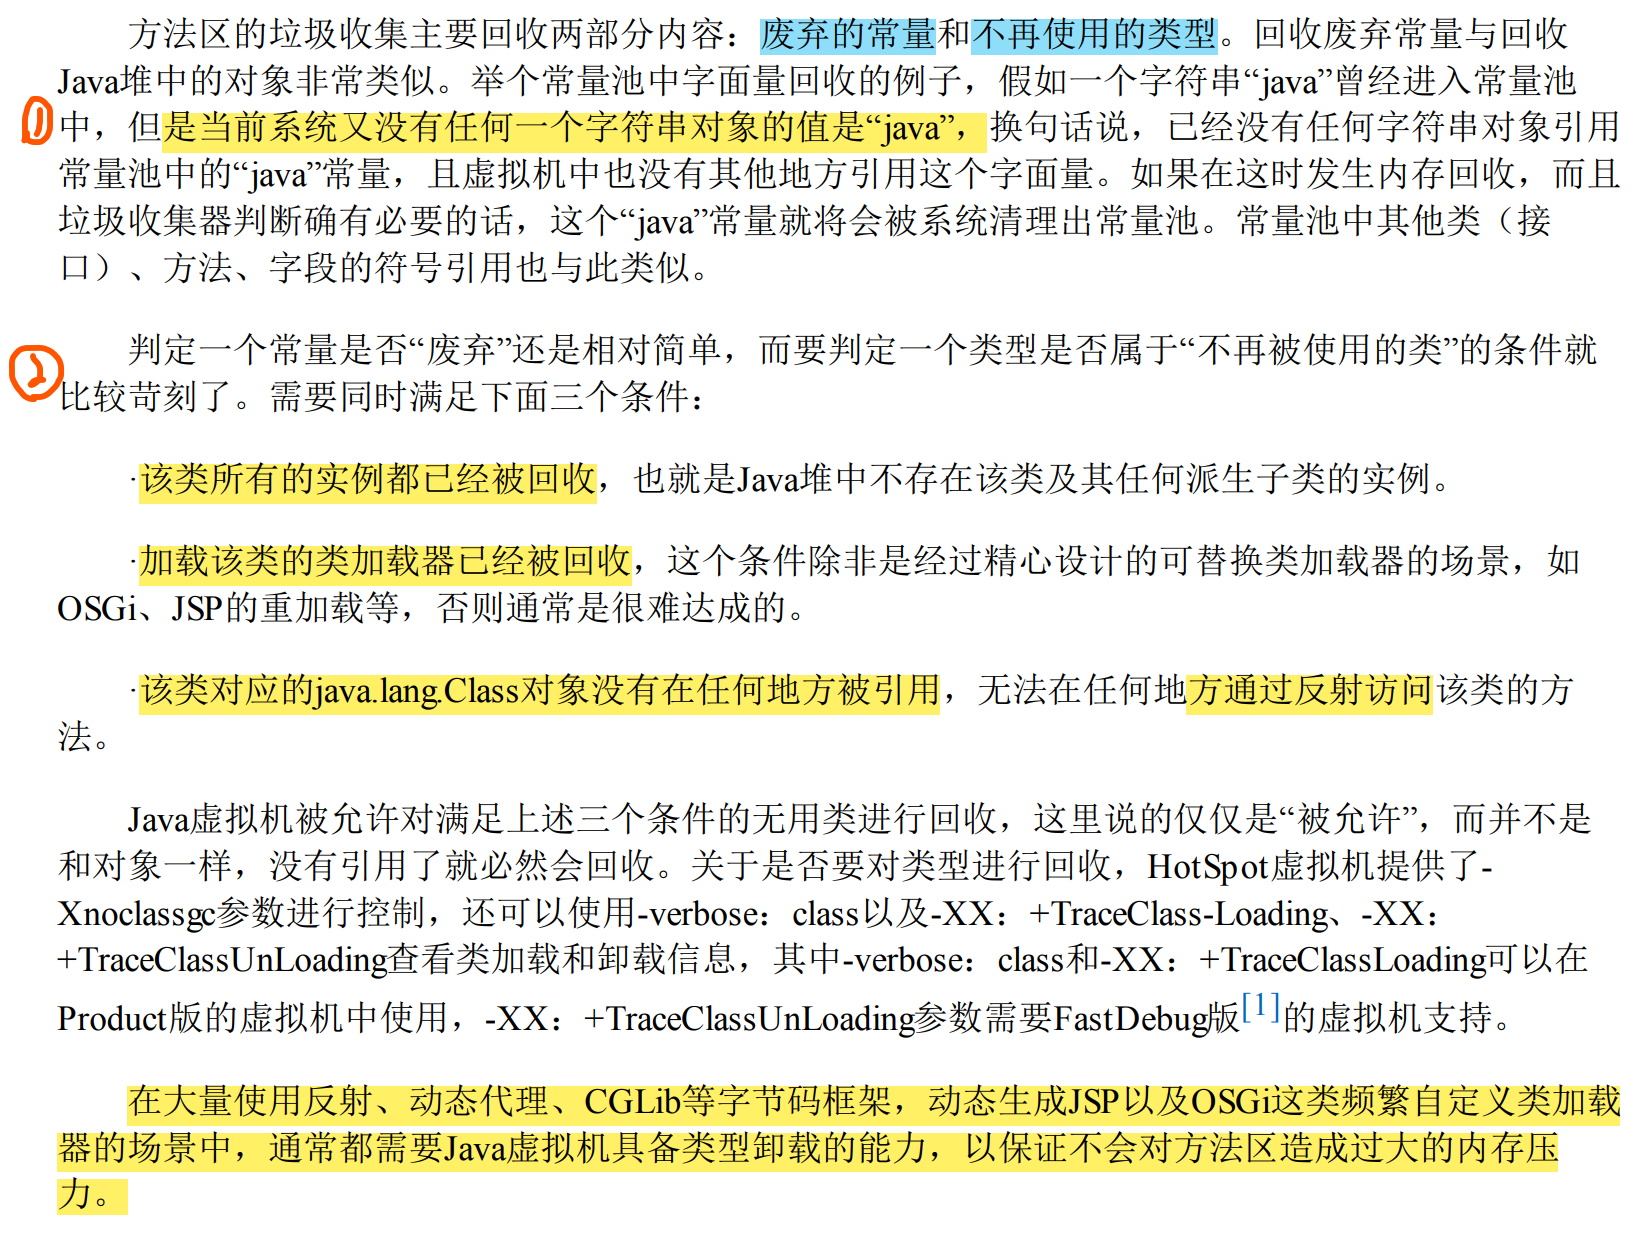 方法区的垃圾收集主要回收两部分内容：废弃的常量和不再使用的类型。回收废弃常量与回收
Java堆中的对象非常类似。举个常量池中字面量回收的例子，假如一个字符串“java”曾经进入常量池
①中，但是当前系统又没有任何一个字符串对象的值是“java”，换句话说，已经没有任何字符串对象引用
常量池中的“java”常量，且虚拟机中也没有其他地方引用这个字面量。如果在这时发生内存回收，而且
垃圾收集器判断确有必要的话，这个“java”常量就将会被系统清理出常量池。常量池中其他类（接
口）、方法、字段的符号引用也与此类似。
判定一个常量是否“废弃”还是相对简单，而要判定一个类型是否属于“不再被使用的类”的条件就
②比较苛刻了。需要同时满足下面三个条件：
·该类所有的实例都已经被回收，也就是Java堆中不存在该类及其任何派生子类的实例。
·加载该类的类加载器已经被回收，这个条件除非是经过精心设计的可替换类加载器的场景，如
OSGi、JSP的重加载等，否则通常是很难达成的。
·该类对应的java.lang.Class对象没有在任何地方被引用，无法在任何地方通过反射访问该类的方
法。
Java虚拟机被允许对满足上述三个条件的无用类进行回收，这里说的仅仅是“被允许”，而并不是
和对象一样，没有引用了就必然会回收。关于是否要对类型进行回收，HotSpot虚拟机提供了-
Xnoclassgc参数进行控制，还可以使用-verbose：class以及-XX：+TraceClass-Loading、-XX：
+TraceClassUnLoading查看类加载和卸载信息，其中-verbose：class和-XX：+TraceClassLoading可以在
Product版的虚拟机中使用，-XX：+TraceClassUnLoading参数需要FastDebug版[1]的虚拟机支持。
在大量使用反射、动态代理、CGLib等字节码框架，动态生成JSP以及OSGi这类频繁自定义类加载
器的场景中，通常都需要Java虚拟机具备类型卸载的能力，以保证不会对方法区造成过大的内存压
力。